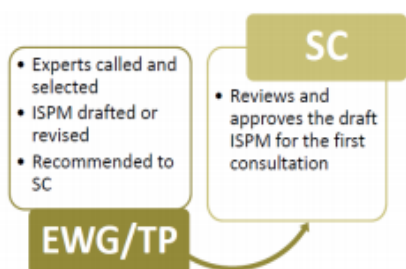 • Experts called and
selected
• ISPM drafted or
revised
• Recommended to
SC
EWG/TP
SC
• Reviews and
approves the draft
ISPM for the first
consultation